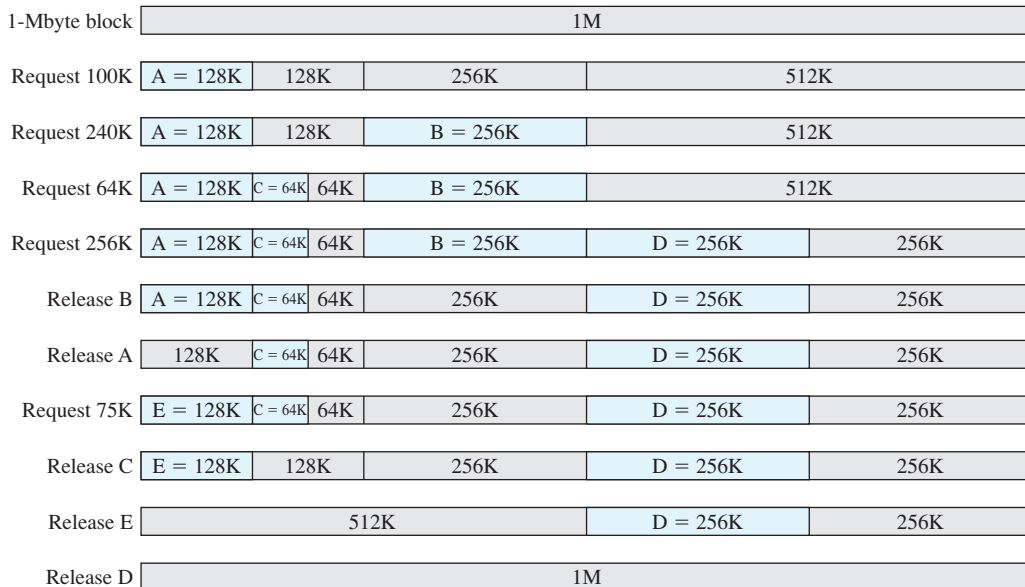 1-Mbyte block 1M
Request 100K A = 128K 128K 256K 512K
Request 240K A = 128K 128K B = 256K 512K
Request 64K A = 128K C = 64K 64K B = 256K 512K
Request 256K A = 128K C = 64K 64K B = 256K D = 256K 256K
Release B A = 128K C = 64K 64K 256K D = 256K 256K
Release A 128K C = 64K 64K 256K D = 256K 256K
Request 75K E = 128K C = 64K 64K 256K D = 256K 256K
Release C E = 128K 128K 256K D = 256K 256K
Release E 512K D = 256K 256K
Release D 1M